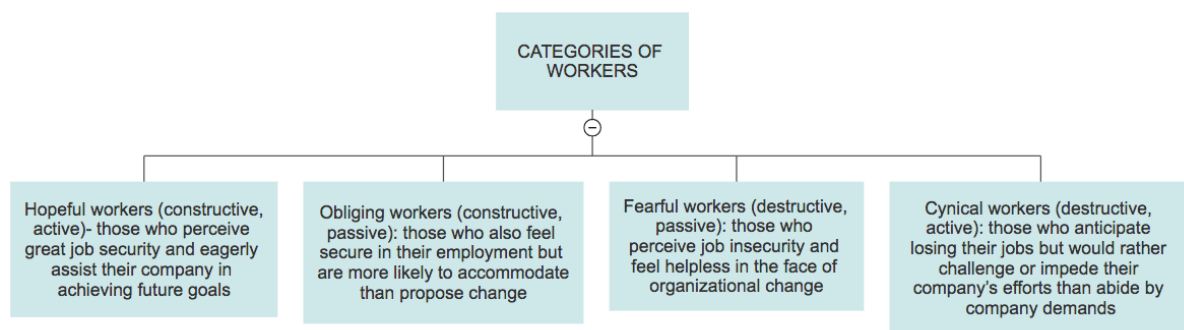 CATEGORIES OF
WORKERS
Hopeful workers (constructive,
active)- those who perceive
great job security and eagerly
assist their company in
achieving future goals
Obliging workers (constructive,
passive): those who also feel
secure in their employment but
are more likely to accommodate
than propose change
Fearful workers (destructive,
passive): those who
perceive job insecurity and
feel helpless in the face of
organizational change
Cynical workers (destructive,
active): those who anticipate
losing their jobs but would rather
challenge or impede their
company’s efforts than abide by
company demands